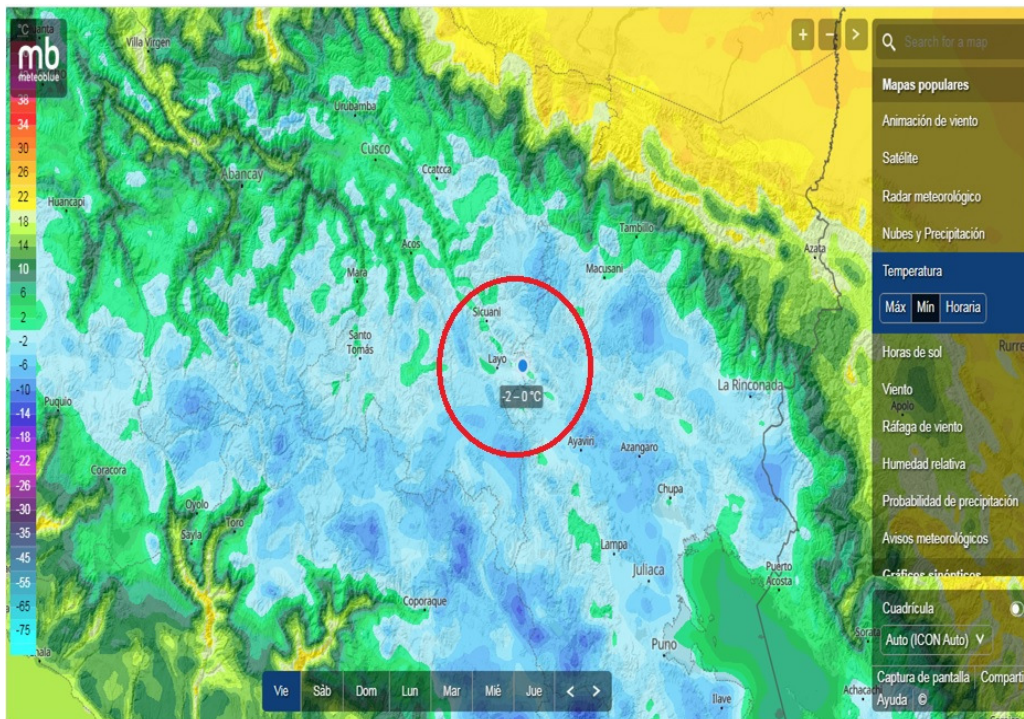 °C
mb
meteoblue
38
34
30
26
22
18
14
10
6
2
-2
-6
-10
-14
-18
-22
-26
-30
-35
-45
-55
-65
-75
Villa Virgen
Urubamba
Cusco
Ccatcca
Abancay
Huancapi
Tambillo
Acos
Azata
Mara
Macusani
Sicuani
Santo
Tomás
Layo
-2 – 0 °C
La Rinconada
Puquio
Ayaviri
Azangaro
Coracora
Chupa
Oyolo
Toro
Sayla
Lampa
Juliaca
Puerto
Acosta
Coporaque
Puno
Ilave
Achacachi
Vie Sáb Dom Lun Mar Mié Jue < >
+ − >
Search for a map
Mapas populares
Animación de viento
Satélite
Radar meteorológico
Nubes y Precipitación
Temperatura
Máx Mín Horaria
Horas de sol
Viento
Apolo
Ráfaga de viento
Humedad relativa
Probabilidad de precipitación
Avisos meteorológicos
Gráficos sinópticos
Cuadrícula
Auto (ICON Auto)
Captura de pantalla Comparti
Ayuda ©